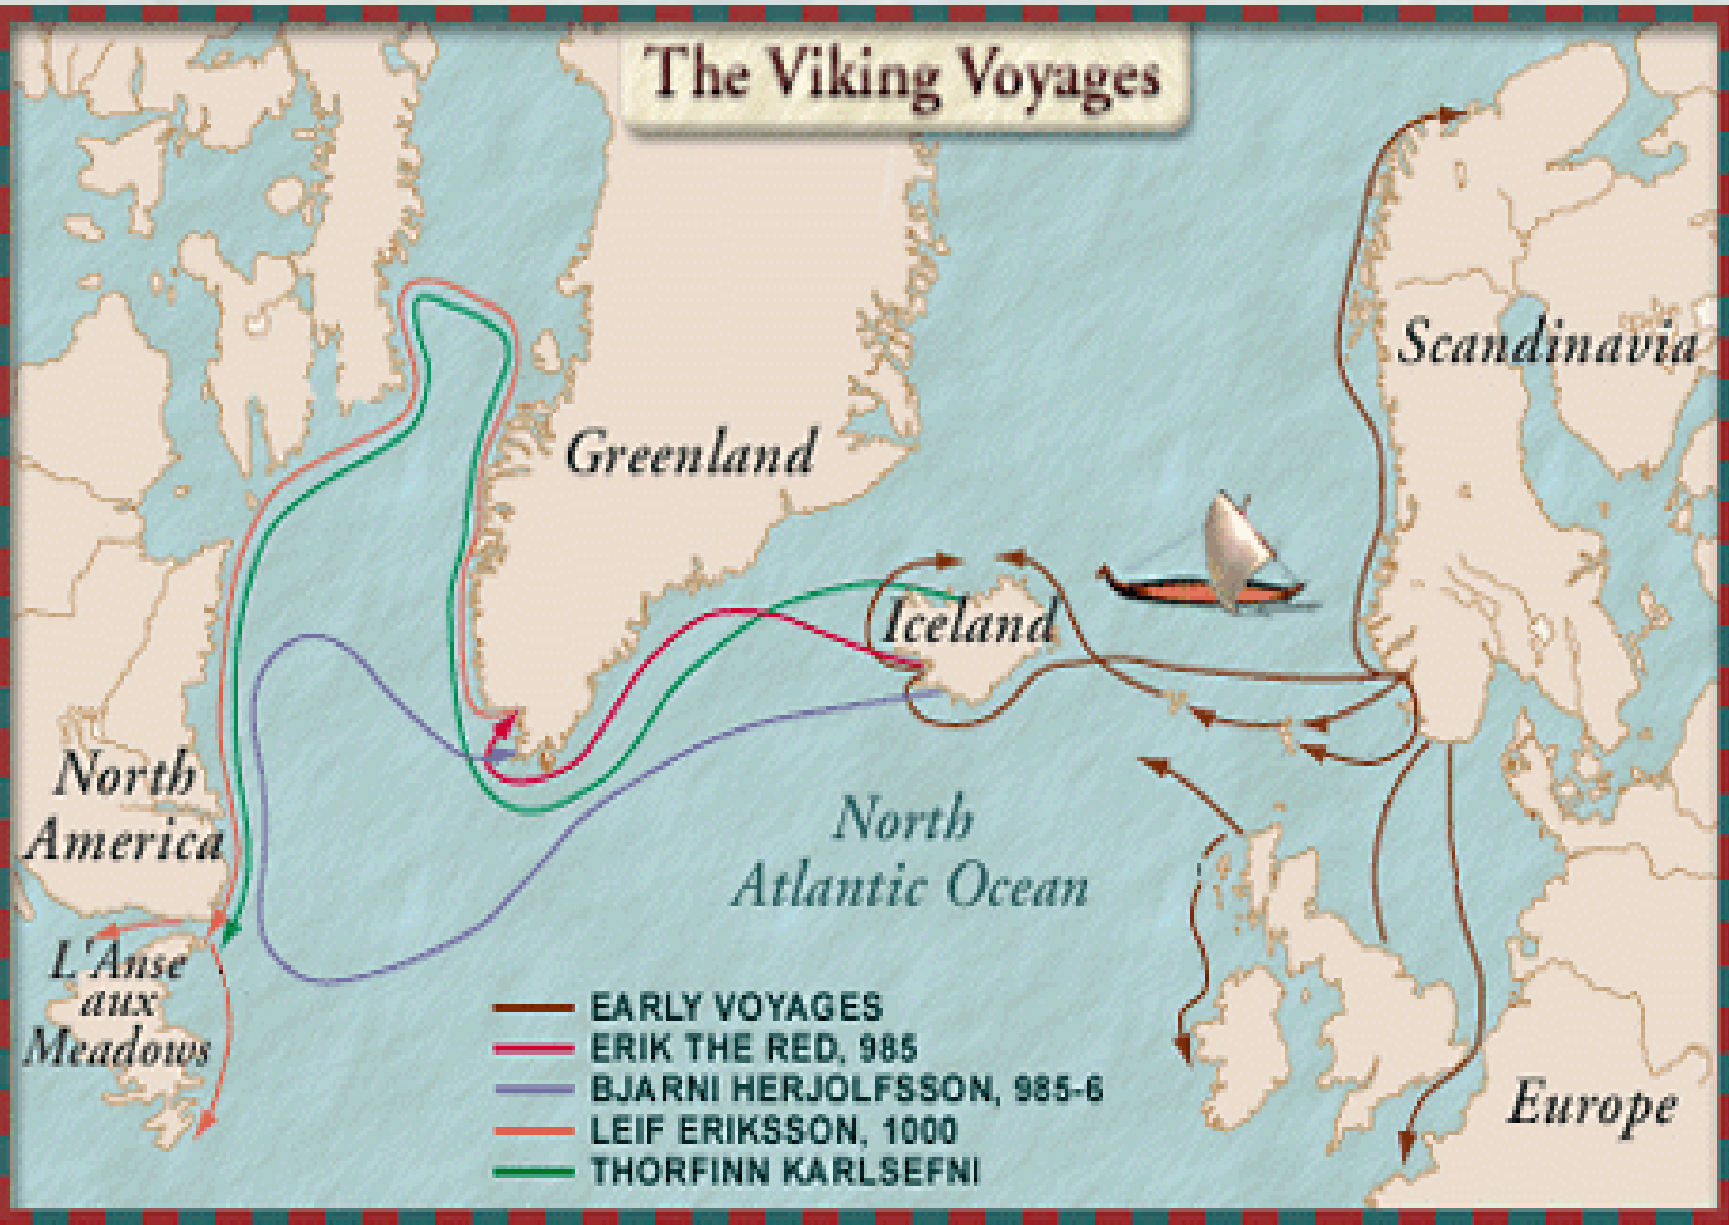 The Viking Voyages
Scandinavia
Greenland
Iceland
North
America
North
Atlantic Ocean
L'Anse
aux
Meadows
Europe
EARLY VOYAGES
ERIK THE RED, 985
BJARNI HERJOLFSSON, 985-6
LEIF ERIKSSON, 1000
THORFINN KARLSEFNI